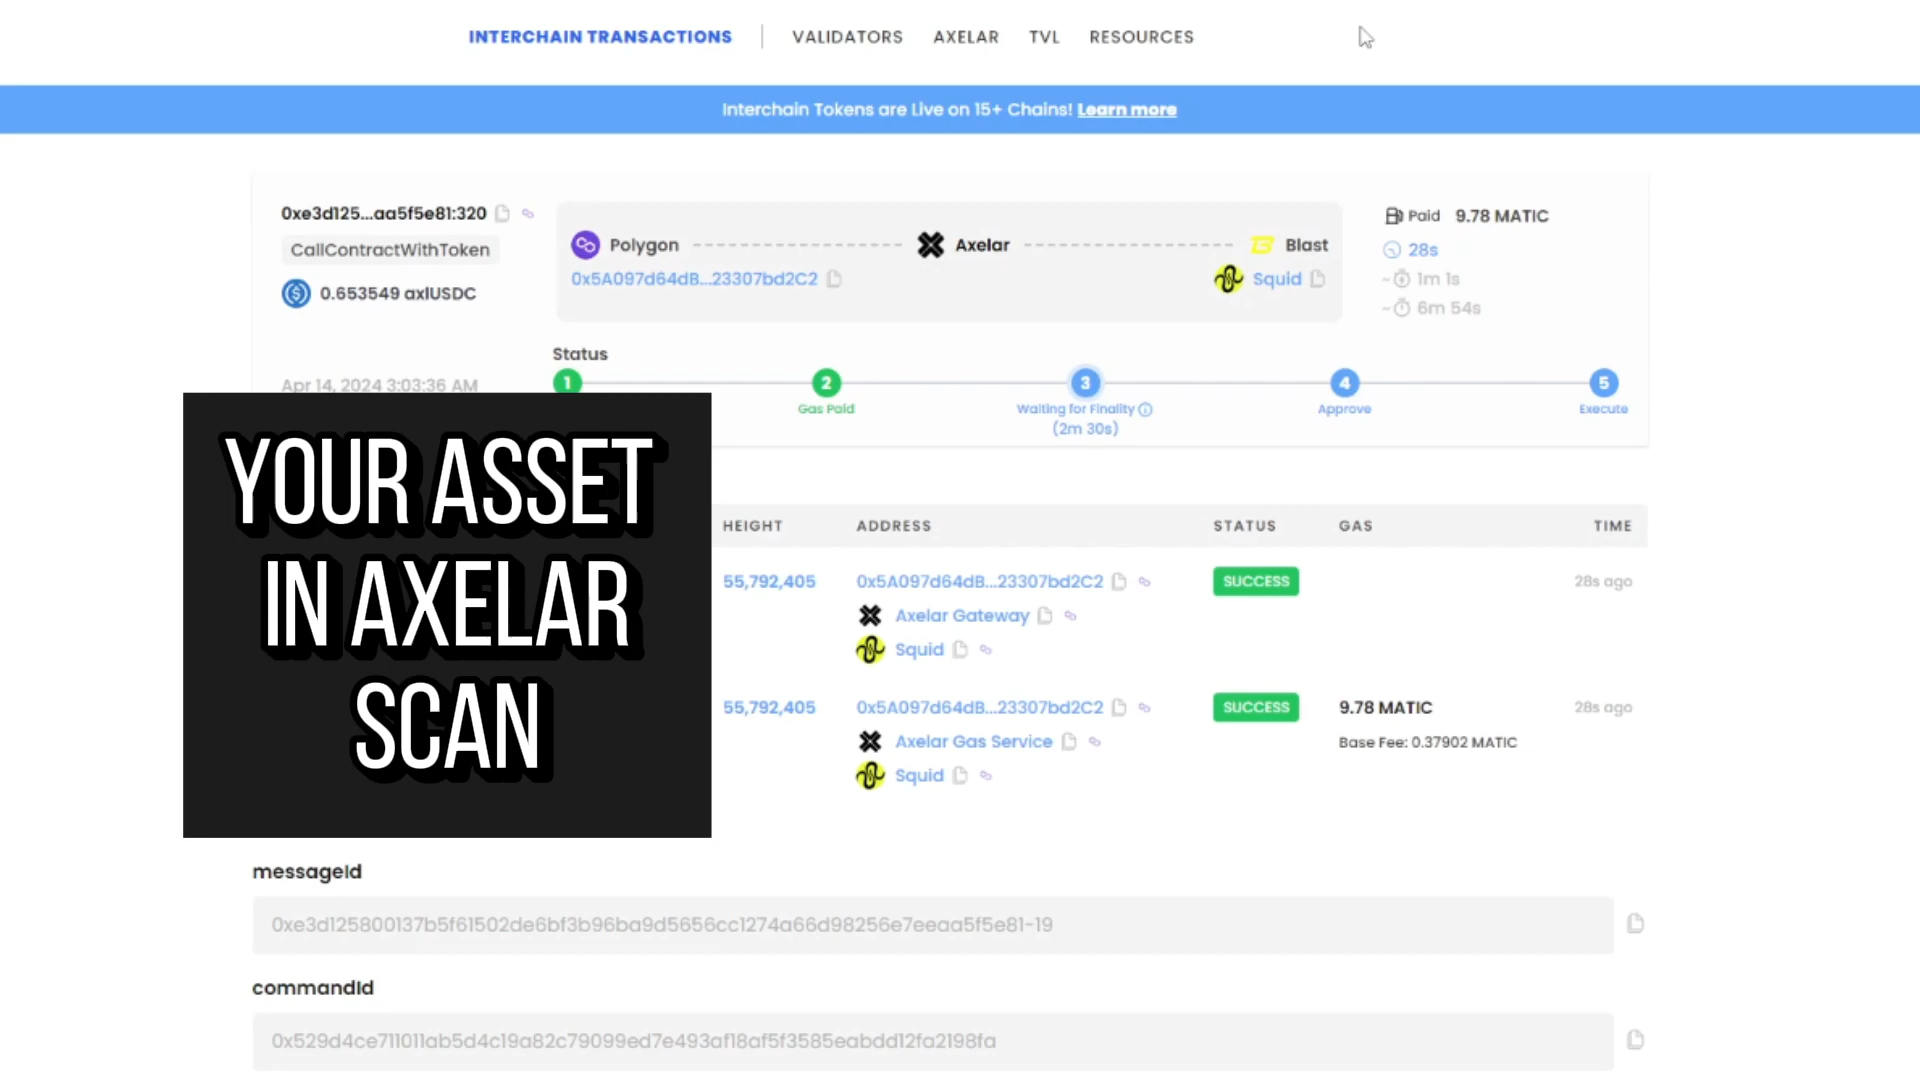 INTERCHAIN TRANSACTIONS VALIDATORS AXELAR TVL RESOURCES
Interchain Tokens are Live on 15+ Chains! Learn more
0xe3d125...aa5f5e81:320
CallContractWithToken
0.653549 axlUSDC
Apr 14, 2024 3:03:36 AM
Polygon Axelar Blast
0x5A097d64dB...23307bd2C2 Squid
Paid 9.78 MATIC
28s
~ 1m 1s
~ 6m 54s
Status
1 2 3 4 5
Gas Paid Waiting for Finality Approve Execute
(2m 30s)
YOUR ASSET
IN AXELAR
SCAN
HEIGHT ADDRESS STATUS GAS TIME
55,792,405 0x5A097d64dB...23307bd2C2 SUCCESS 28s ago
Axelar Gateway
Squid
55,792,405 0x5A097d64dB...23307bd2C2 SUCCESS 9.78 MATIC 28s ago
Axelar Gas Service Base Fee: 0.37902 MATIC
Squid
messageId
0xe3d125800137b5f61502de6bf3b96ba9d5656cc1274a66d98256e7eeaa5f5e81-19
commandId
0x529d4ce711011ab5d4c19a82c79099ed7e493af18af5f3585eabdd12fa2198fa